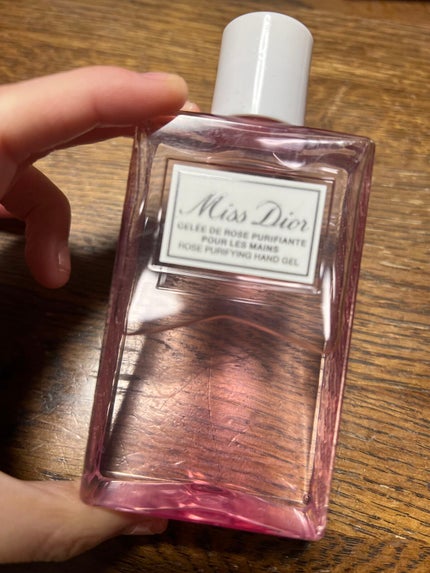 Miss Dior
GELÉE DE ROSE PURIFIANTE
POUR LES MAINS
ROSE PURIFYING HAND GEL